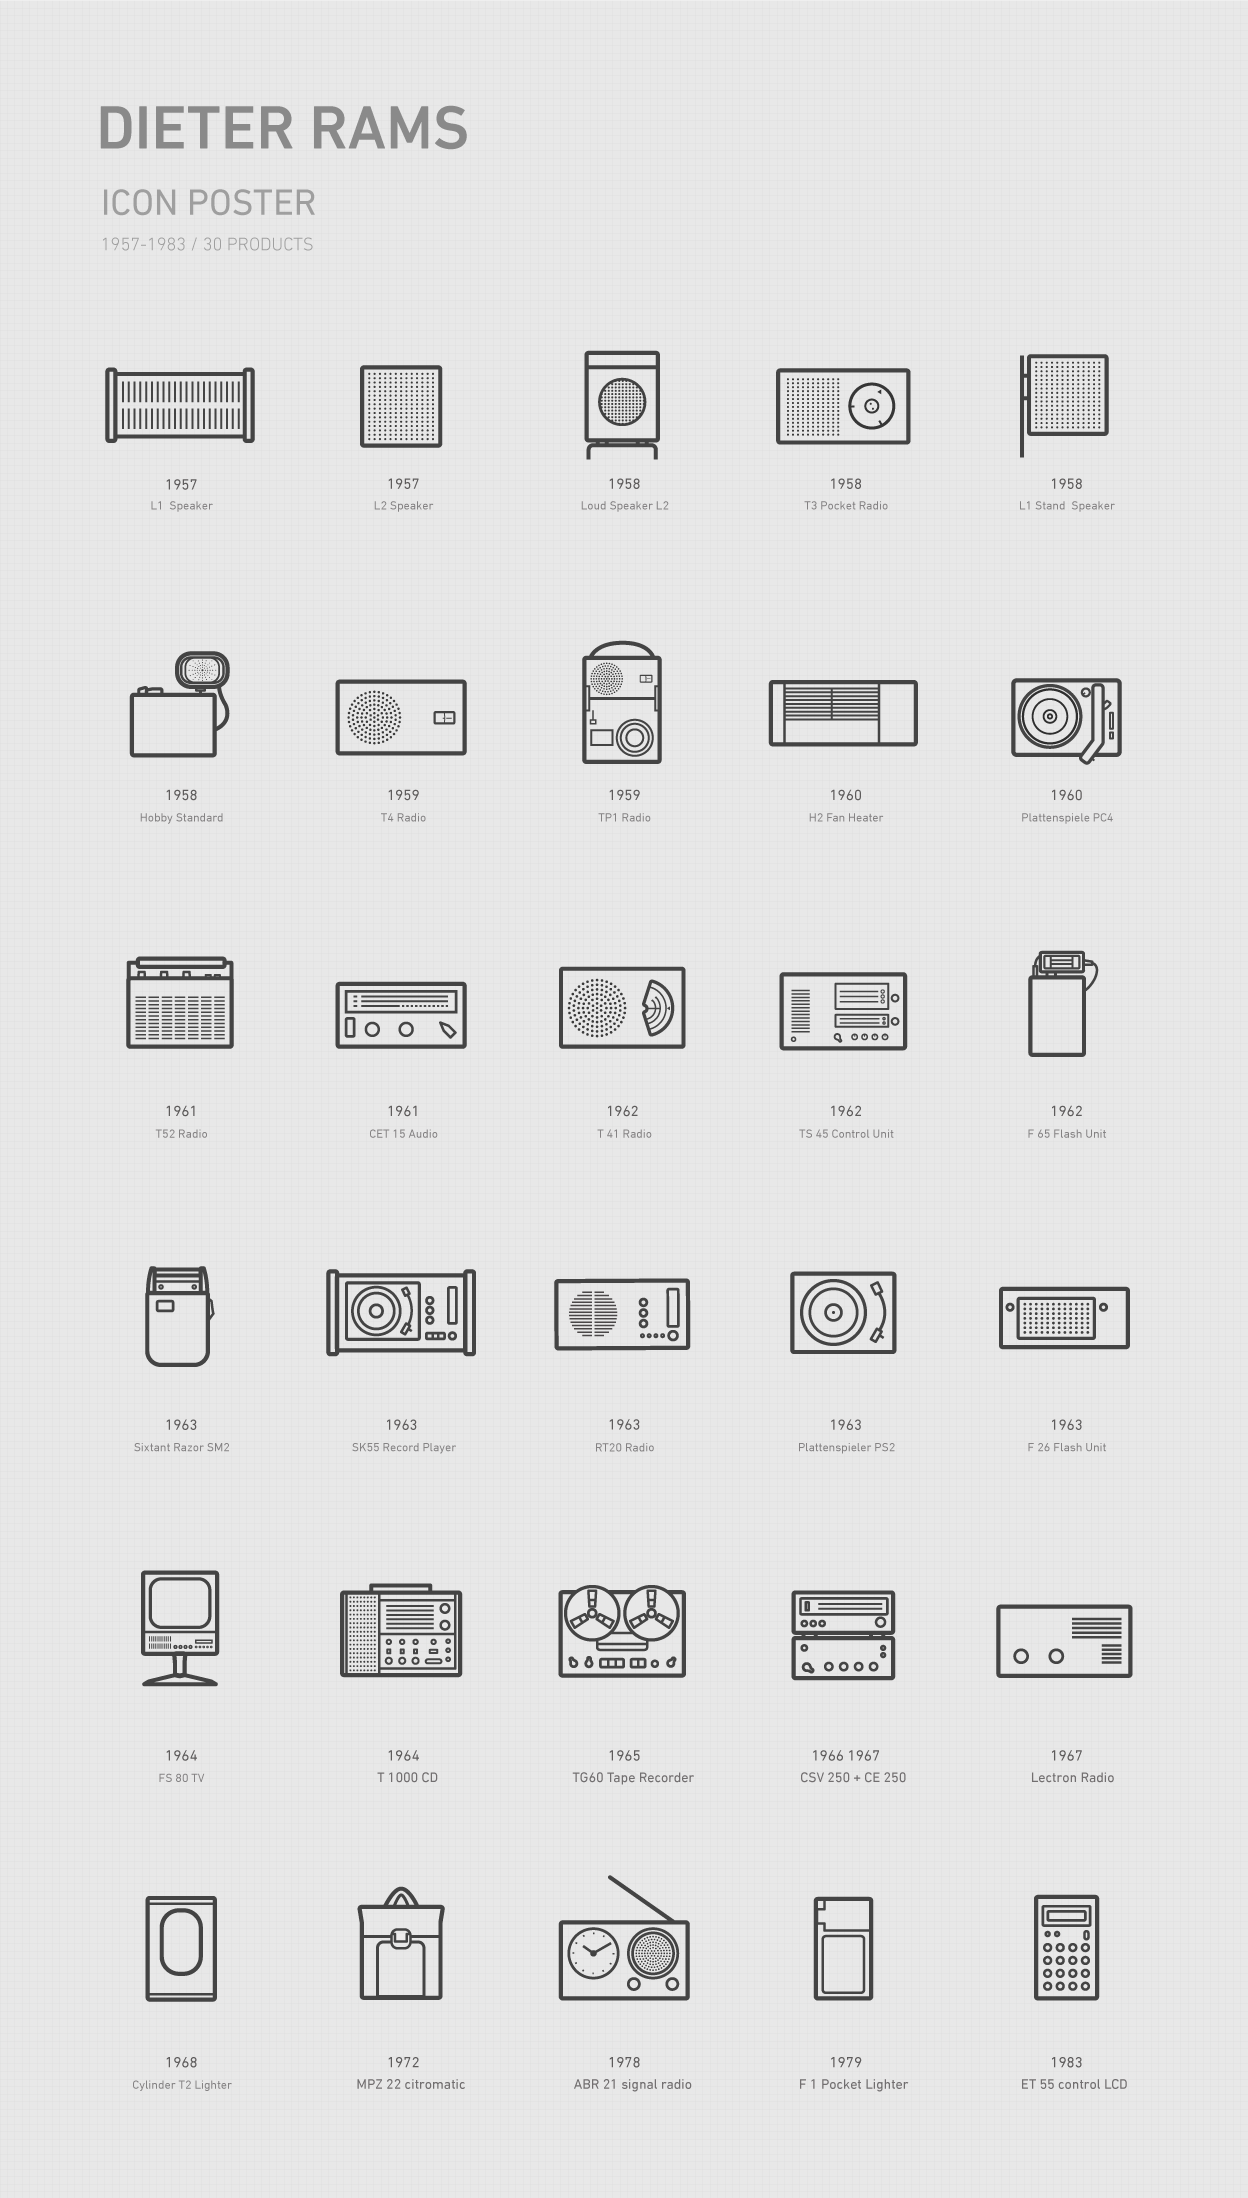 DIETER RAMS
ICON POSTER
1957-1983 / 30 PRODUCTS
1957
L1 Speaker
1957
L2 Speaker
1958
Loud Speaker L2
1958
T3 Pocket Radio
1958
L1 Stand Speaker
1958
Hobby Standard
1959
T4 Radio
1959
TP1 Radio
1960
H2 Fan Heater
1960
Plattenspiele PC4
1961
T52 Radio
1961
CET 15 Audio
1962
T 41 Radio
1962
TS 45 Control Unit
1962
F 65 Flash Unit
1963
Sixtant Razor SM2
1963
SK55 Record Player
1963
RT20 Radio
1963
Plattenspieler PS2
1963
F 26 Flash Unit
1964
FS 80 TV
1964
T 1000 CD
1965
TG60 Tape Recorder
1966 1967
CSV 250 + CE 250
1967
Lectron Radio
1968
Cylinder T2 Lighter
1972
MPZ 22 citromatic
1978
ABR 21 signal radio
1979
F 1 Pocket Lighter
1983
ET 55 control LCD